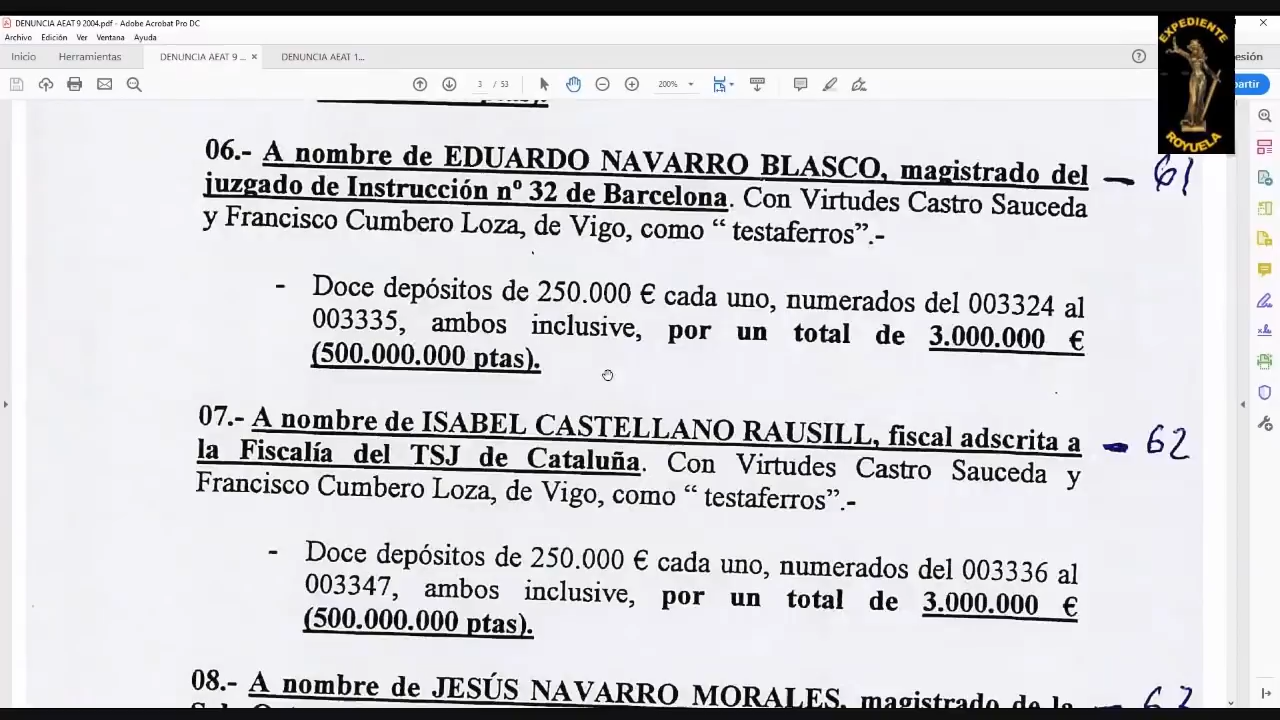 DENUNCIA AEAT 9 2004.pdf - Adobe Acrobat Pro DC
Archivo Edición Ver Ventana Ayuda
Inicio Herramientas DENUNCIA AEAT 9 ... × DENUNCIA AEAT 1...
esión
3 / 53 200%
partir
EXPEDIENTE
ROYUELA
ptas).
06.- A nombre de EDUARDO NAVARRO BLASCO, magistrado del — 61
juzgado de Instrucción nº 32 de Barcelona. Con Virtudes Castro Sauceda
y Francisco Cumbero Loza, de Vigo, como “ testaferros”.-
- Doce depósitos de 250.000 € cada uno, numerados del 003324 al
003335, ambos inclusive, por un total de 3.000.000 €
(500.000.000 ptas).
07.- A nombre de ISABEL CASTELLANO RAUSILL, fiscal adscrita a — 62
la Fiscalía del TSJ de Cataluña. Con Virtudes Castro Sauceda y
Francisco Cumbero Loza, de Vigo, como “ testaferros”.-
- Doce depósitos de 250.000 € cada uno, numerados del 003336 al
003347, ambos inclusive, por un total de 3.000.000 €
(500.000.000 ptas).
08.- A nombre de JESÚS NAVARRO MORALES, magistrado de la — 63